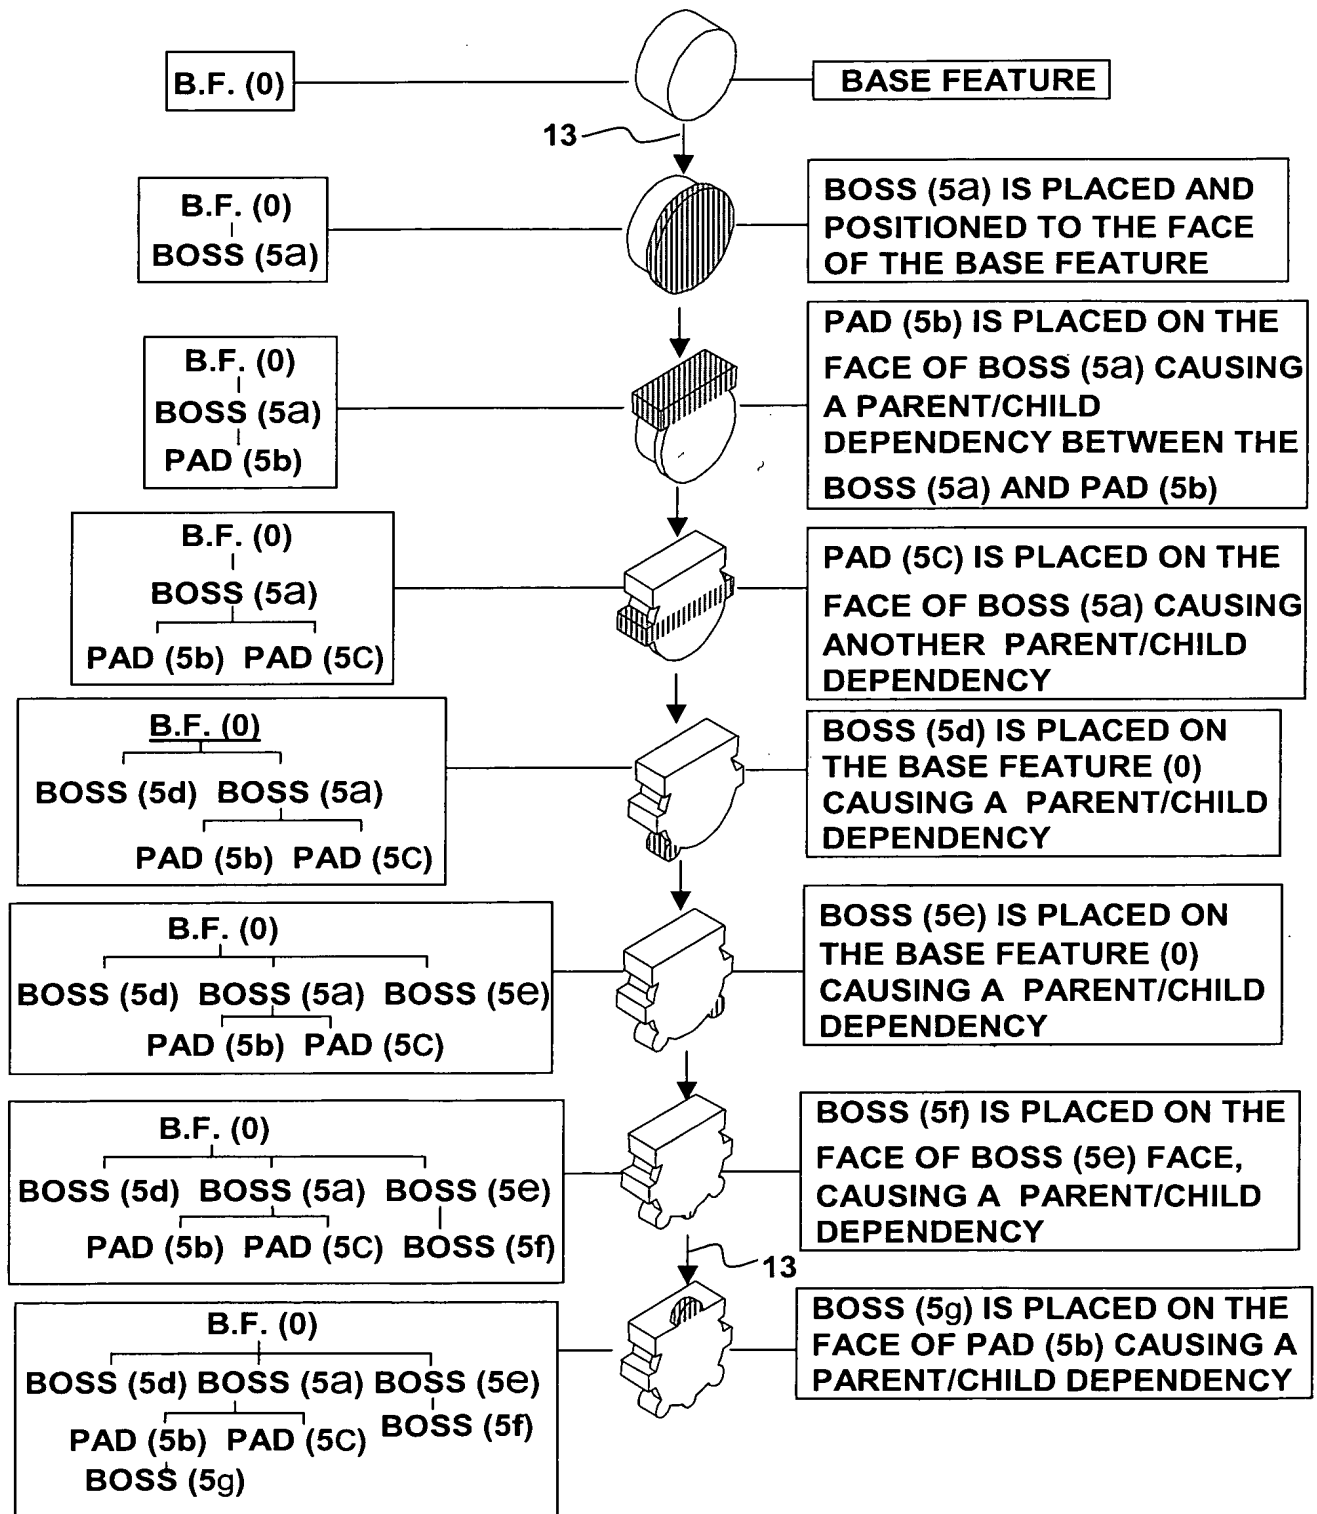 B.F. (0)
BASE FEATURE
13
B.F. (0)
BOSS (5a)
BOSS (5a) IS PLACED AND
POSITIONED TO THE FACE
OF THE BASE FEATURE
B.F. (0)
BOSS (5a)
PAD (5b)
PAD (5b) IS PLACED ON THE
FACE OF BOSS (5a) CAUSING
A PARENT/CHILD
DEPENDENCY BETWEEN THE
BOSS (5a) AND PAD (5b)
B.F. (0)
BOSS (5a)
PAD (5b) PAD (5C)
PAD (5C) IS PLACED ON THE
FACE OF BOSS (5a) CAUSING
ANOTHER PARENT/CHILD
DEPENDENCY
B.F. (0)
BOSS (5d) BOSS (5a)
PAD (5b) PAD (5C)
BOSS (5d) IS PLACED ON
THE BASE FEATURE (0)
CAUSING A PARENT/CHILD
DEPENDENCY
B.F. (0)
BOSS (5d) BOSS (5a) BOSS (5e)
PAD (5b) PAD (5C)
BOSS (5e) IS PLACED ON
THE BASE FEATURE (0)
CAUSING A PARENT/CHILD
DEPENDENCY
B.F. (0)
BOSS (5d) BOSS (5a) BOSS (5e)
PAD (5b) PAD (5C) BOSS (5f)
BOSS (5f) IS PLACED ON THE
FACE OF BOSS (5e) FACE,
CAUSING A PARENT/CHILD
DEPENDENCY
13
B.F. (0)
BOSS (5d) BOSS (5a) BOSS (5e)
PAD (5b) PAD (5C) BOSS (5f)
BOSS (5g)
BOSS (5g) IS PLACED ON THE
FACE OF PAD (5b) CAUSING A
PARENT/CHILD DEPENDENCY